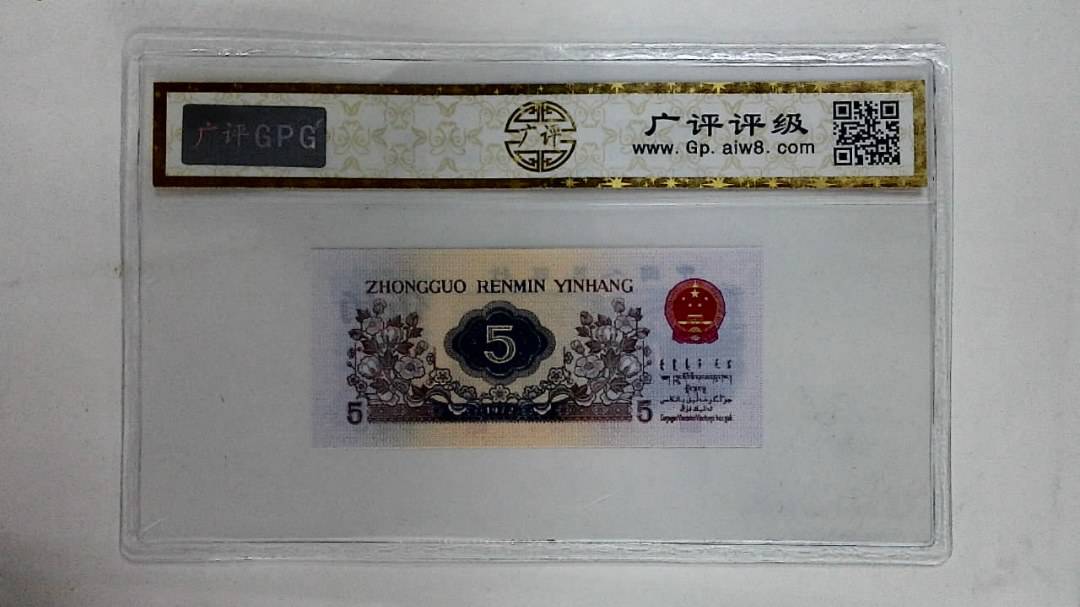 广评GPG
广评
广评评级
www.Gp.aiw8.com
ZHONGGUO RENMIN YINHANG
5
5
5